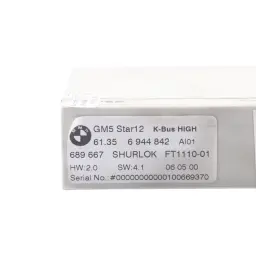 GM5 Star12 K-Bus HIGH
61.35 6 944 842 AI01
689 667 SHURLOK FT1110-01
HW:2.0 SW:4.1 06 05 00
Serial No.: #00000000000100669370